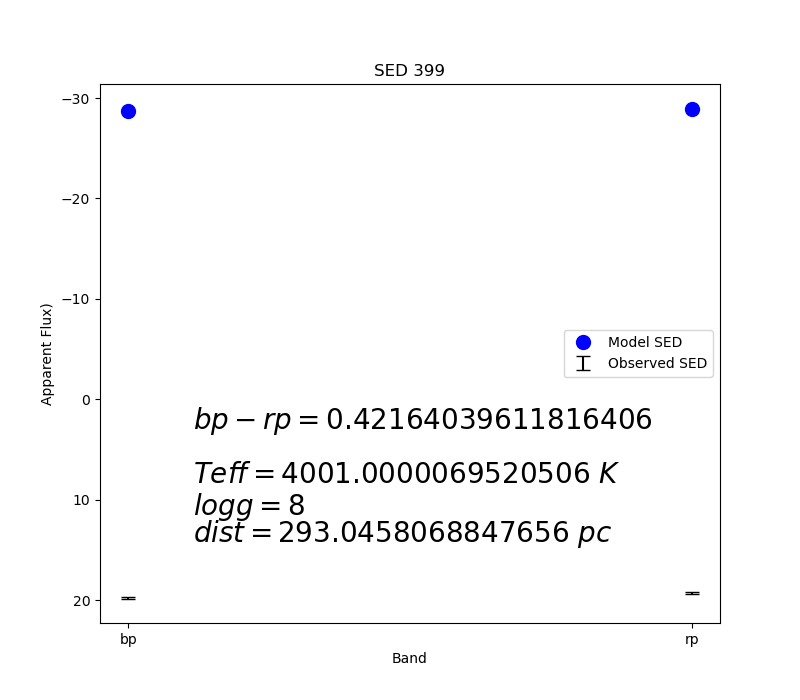 SED 399
−30
−20
−10
0
10
20
Apparent Flux)
Model SED
Observed SED
bp − rp = 0.42164039611816406
Teff = 4001.0000069520506 K
logg = 8
dist = 293.0458068847656 pc
bp
rp
Band